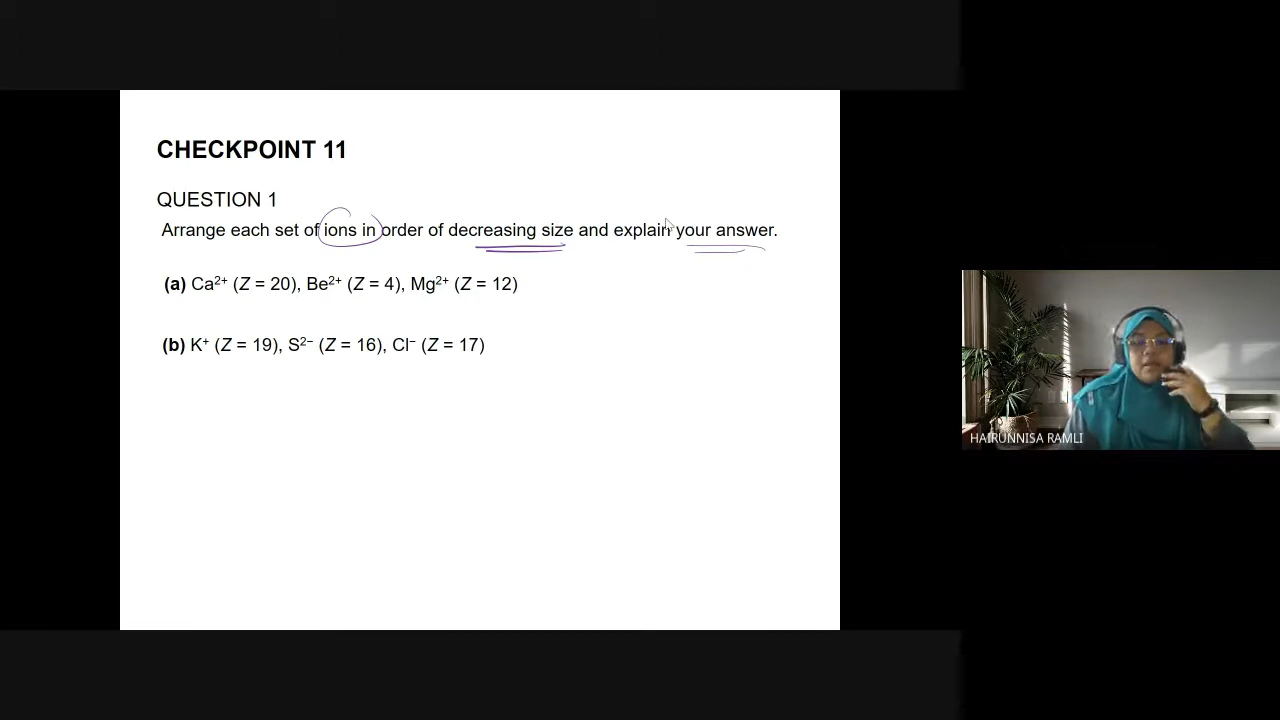 CHECKPOINT 11
QUESTION 1
Arrange each set of ions in order of decreasing size and explain your answer.
(a) Ca²⁺ (Z = 20), Be²⁺ (Z = 4), Mg²⁺ (Z = 12)
(b) K⁺ (Z = 19), S²⁻ (Z = 16), Cl⁻ (Z = 17)
HAIRUNNISA RAMLI